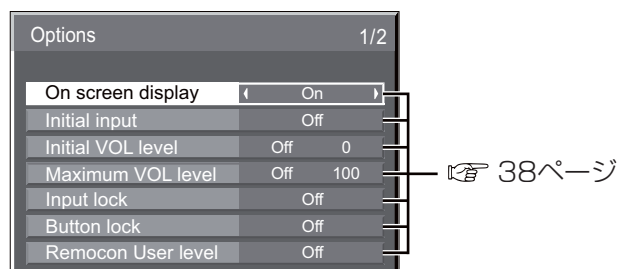 Options 1/2
On screen display On
Initial input Off
Initial VOL level Off 0
Maximum VOL level Off 100
Input lock Off
Button lock Off
Remocon User level Off
☞ 38ページ